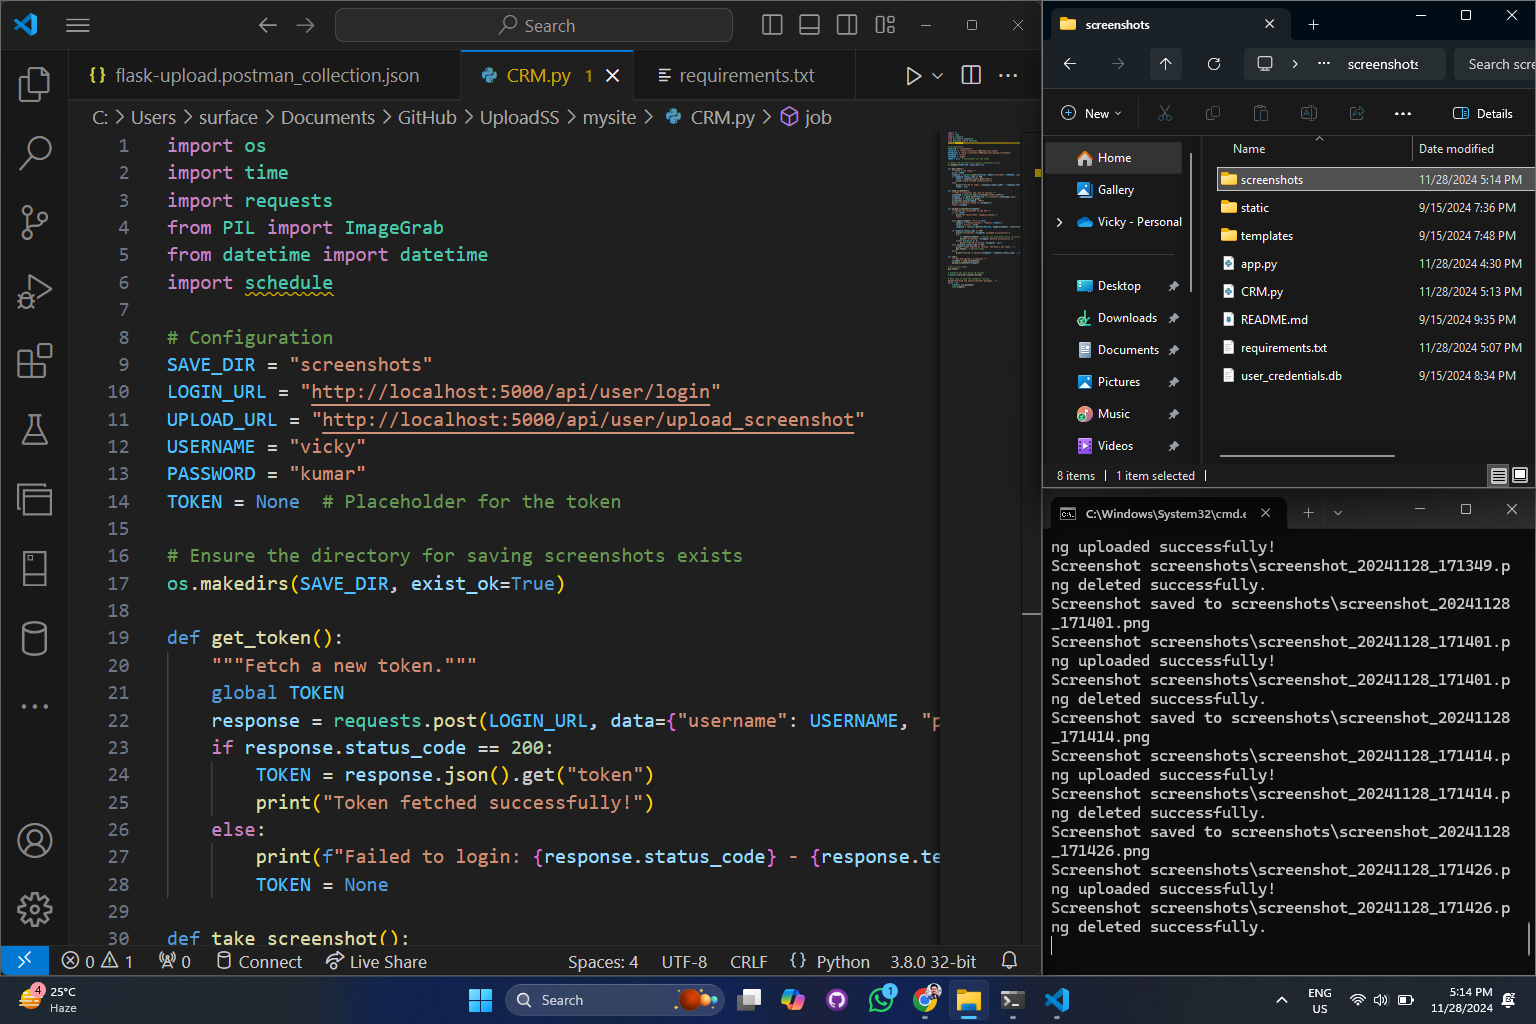 Search
flask-upload.postman_collection.json
CRM.py 1
requirements.txt
C: > Users > surface > Documents > GitHub > UploadSS > mysite > CRM.py > job
1 import os
2 import time
3 import requests
4 from PIL import ImageGrab
5 from datetime import datetime
6 import schedule
7
8 # Configuration
9 SAVE_DIR = "screenshots"
10 LOGIN_URL = "http://localhost:5000/api/user/login"
11 UPLOAD_URL = "http://localhost:5000/api/user/upload_screenshot"
12 USERNAME = "vicky"
13 PASSWORD = "kumar"
14 TOKEN = None  # Placeholder for the token
15
16 # Ensure the directory for saving screenshots exists
17 os.makedirs(SAVE_DIR, exist_ok=True)
18
19 def get_token():
20     """Fetch a new token."""
21     global TOKEN
22     response = requests.post(LOGIN_URL, data={"username": USERNAME, "p
23     if response.status_code == 200:
24         TOKEN = response.json().get("token")
25         print("Token fetched successfully!")
26     else:
27         print(f"Failed to login: {response.status_code} - {response.te
28         TOKEN = None
29
30 def take_screenshot():
0 1 0 Connect Live Share Spaces: 4 UTF-8 CRLF {} Python 3.8.0 32-bit
screenshots
screenshots Search scre
New Details
Home
Gallery
Vicky - Personal
Desktop
Downloads
Documents
Pictures
Music
Videos
Name Date modified
screenshots 11/28/2024 5:14 PM
static 9/15/2024 7:36 PM
templates 9/15/2024 7:48 PM
app.py 11/28/2024 4:30 PM
CRM.py 11/28/2024 5:13 PM
README.md 9/15/2024 9:35 PM
requirements.txt 11/28/2024 5:07 PM
user_credentials.db 9/15/2024 8:34 PM
8 items 1 item selected
C:\Windows\System32\cmd.e
ng uploaded successfully!
Screenshot screenshots\screenshot_20241128_171349.p
ng deleted successfully.
Screenshot saved to screenshots\screenshot_20241128
_171401.png
Screenshot screenshots\screenshot_20241128_171401.p
ng uploaded successfully!
Screenshot screenshots\screenshot_20241128_171401.p
ng deleted successfully.
Screenshot saved to screenshots\screenshot_20241128
_171414.png
Screenshot screenshots\screenshot_20241128_171414.p
ng uploaded successfully!
Screenshot screenshots\screenshot_20241128_171414.p
ng deleted successfully.
Screenshot saved to screenshots\screenshot_20241128
_171426.png
Screenshot screenshots\screenshot_20241128_171426.p
ng uploaded successfully!
Screenshot screenshots\screenshot_20241128_171426.p
ng deleted successfully.
4
25°C
Haze
Search
1
ENG
US
5:14 PM
11/28/2024